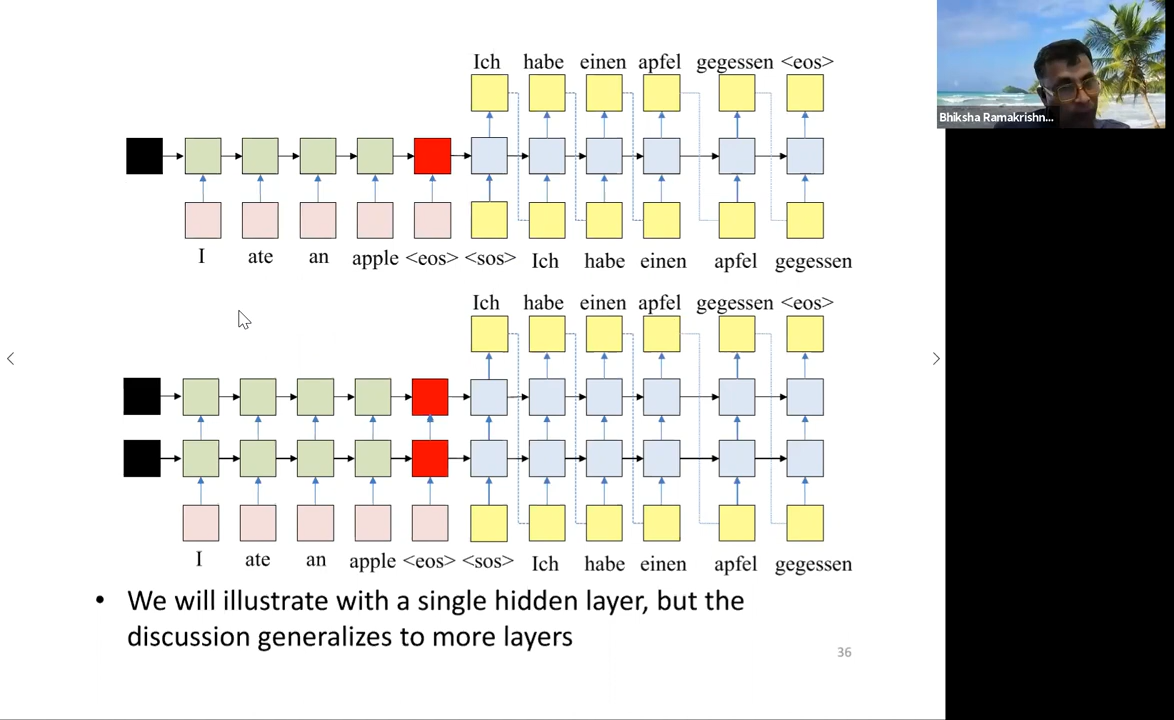 Ich habe einen apfel gegessen <eos>
I ate an apple <eos> <sos> Ich habe einen apfel gegessen
Ich habe einen apfel gegessen <eos>
I ate an apple <eos> <sos> Ich habe einen apfel gegessen
• We will illustrate with a single hidden layer, but the
discussion generalizes to more layers
36
Bhiksha Ramakrishn...